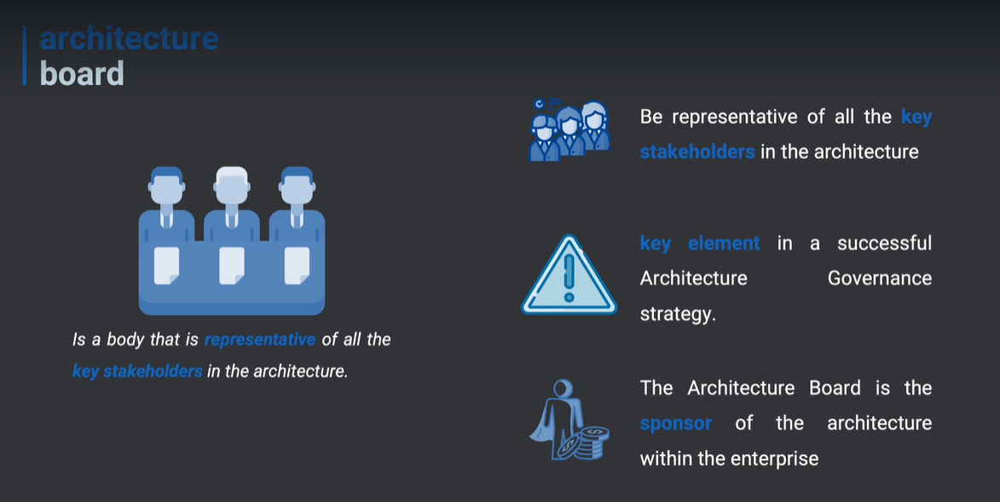 architecture
board
Is a body that is representative of all the
key stakeholders in the architecture.
Be representative of all the key
stakeholders in the architecture
key element in a successful
Architecture Governance
strategy.
The Architecture Board is the
sponsor of the architecture
within the enterprise